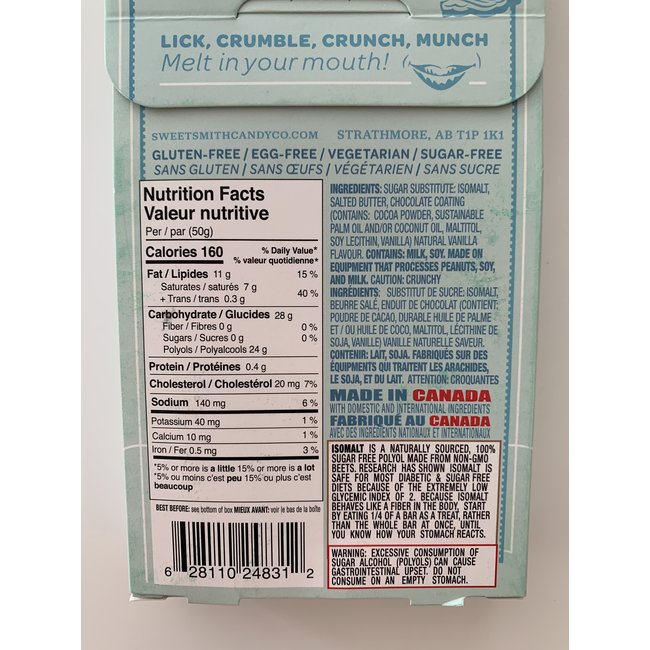 LICK, CRUMBLE, CRUNCH, MUNCH
Melt in your mouth!
SWEETSMITHCANDYCO.COM STRATHMORE, AB T1P 1K1
GLUTEN-FREE / EGG-FREE / VEGETARIAN / SUGAR-FREE
SANS GLUTEN / SANS ŒUFS / VÉGÉTARIEN / SANS SUCRE
Nutrition Facts
Valeur nutritive
Per / par (50g)
Calories 160 % Daily Value*
% valeur quotidienne*
Fat / Lipides 11 g 15 %
Saturates / saturés 7 g
+ Trans / trans 0.3 g 40 %
Carbohydrate / Glucides 28 g
Fiber / Fibres 0 g 0 %
Sugars / Sucres 0 g 0 %
Polyols / Polyalcools 24 g
Protein / Protéines 0.4 g
Cholesterol / Cholestérol 20 mg 7%
Sodium 140 mg 6 %
Potassium 40 mg 1 %
Calcium 10 mg 1 %
Iron / Fer 0.5 mg 3 %
*5% or more is a little 15% or more is a lot
*5% ou moins c'est peu 15% ou plus c'est
beaucoup
BEST BEFORE: see bottom of box MIEUX AVANT: voir le bas de la boîte
6 28110 24831 2
INGREDIENTS: SUGAR SUBSTITUTE: ISOMALT,
SALTED BUTTER, CHOCOLATE COATING
(CONTAINS: COCOA POWDER, SUSTAINABLE
PALM OIL AND/OR COCONUT OIL, MALTITOL,
SOY LECITHIN, VANILLA) NATURAL VANILLA
FLAVOUR. CONTAINS: MILK, SOY. MADE ON
EQUIPMENT THAT PROCESSES PEANUTS, SOY,
AND MILK. CAUTION: CRUNCHY
INGRÉDIENTS: SUBSTITUT DE SUCRE: ISOMALT,
BEURRE SALÉ, ENDUIT DE CHOCOLAT (CONTIENT:
POUDRE DE CACAO, DURABLE HUILE DE PALME
ET / OU HUILE DE COCO, MALTITOL, LÉCITHINE DE
SOJA, VANILLE) VANILLE NATURELLE SAVEUR.
CONTENIR: LAIT, SOJA. FABRIQUÉS SUR DES
ÉQUIPEMENTS QUI TRAITENT LES ARACHIDES,
LE SOJA, ET DU LAIT. ATTENTION: CROQUANTES
MADE IN CANADA
WITH DOMESTIC AND INTERNATIONAL INGREDIENTS
FABRIQUÉ AU CANADA
AVEC DES INGRÉDIENTS NATIONAUX ET INTERNATIONAUX
ISOMALT IS A NATURALLY SOURCED, 100%
SUGAR FREE POLYOL MADE FROM NON-GMO
BEETS. RESEARCH HAS SHOWN ISOMALT IS
SAFE FOR MOST DIABETIC & SUGAR FREE
DIETS BECAUSE OF THE EXTREMELY LOW
GLYCEMIC INDEX OF 2. BECAUSE ISOMALT
BEHAVES LIKE A FIBER IN THE BODY, START
BY EATING 1/4 OF A BAR AS A TREAT, RATHER
THAN THE WHOLE BAR AT ONCE, UNTIL
YOU KNOW HOW YOUR STOMACH REACTS.
WARNING: EXCESSIVE CONSUMPTION OF
SUGAR ALCOHOL (POLYOLS) CAN CAUSE
GASTROINTESTINAL UPSET. DO NOT
CONSUME ON AN EMPTY STOMACH.